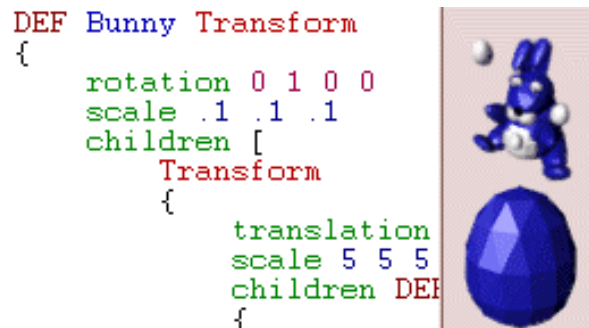 DEF Bunny Transform
{
rotation 0 1 0 0
scale .1 .1 .1
children [
Transform
{
translation
scale 5 5 5
children DEF
{